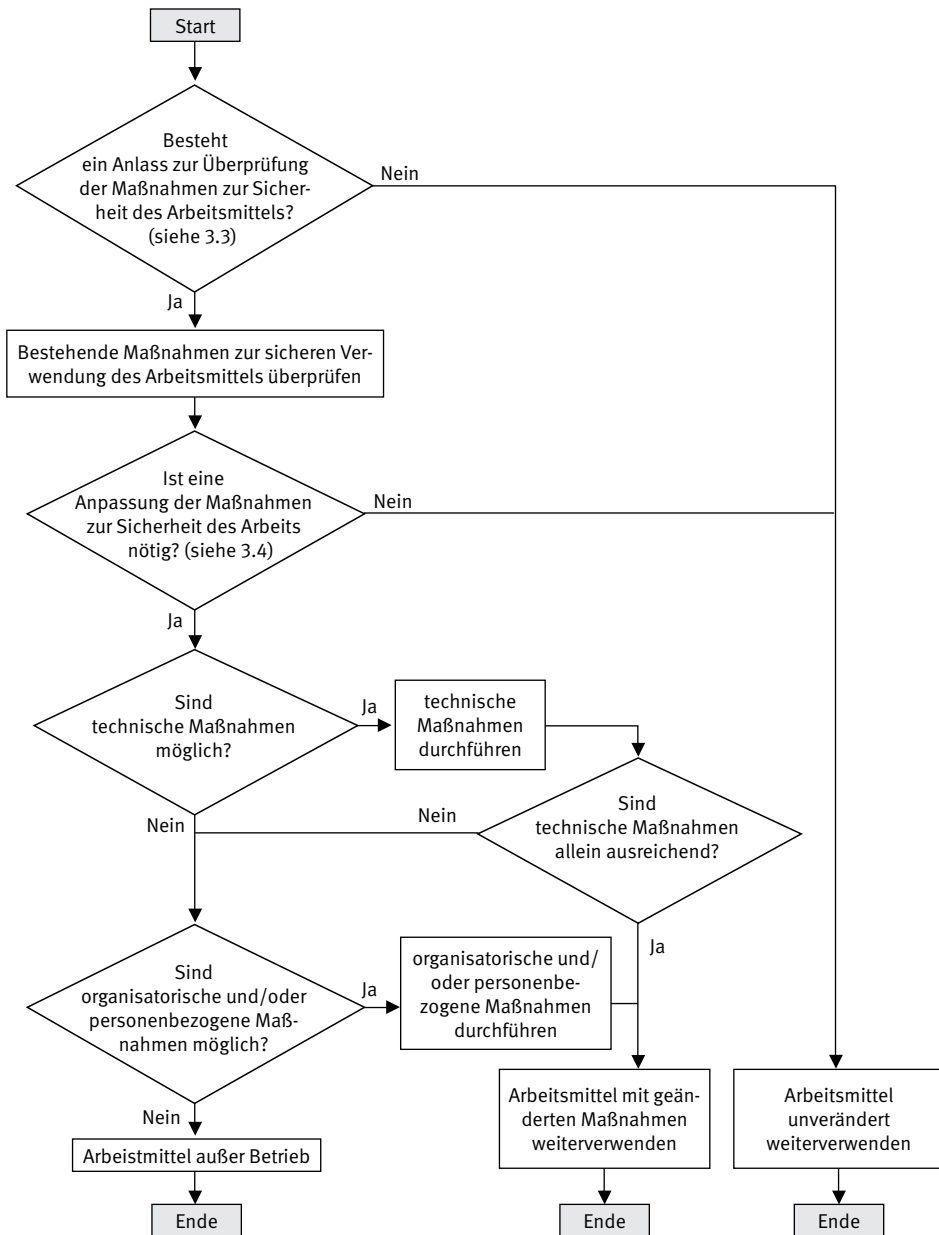 Start
Besteht
ein Anlass zur Überprüfung
der Maßnahmen zur Sicher-
heit des Arbeitsmittels?
(siehe 3.3)
Nein
Ja
Bestehende Maßnahmen zur sicheren Ver-
wendung des Arbeitsmittels überprüfen
Ist eine
Anpassung der Maßnahmen
zur Sicherheit des Arbeits
nötig? (siehe 3.4)
Nein
Ja
Sind
technische Maßnahmen
möglich?
Ja
technische
Maßnahmen
durchführen
Nein
Nein
Sind
technische Maßnahmen
allein ausreichend?
Ja
Sind
organisatorische und/oder
personenbezogene Maß-
nahmen möglich?
Ja
organisatorische und/
oder personenbe-
zogene Maßnahmen
durchführen
Nein
Arbeistmittel außer Betrieb
Arbeitsmittel mit geän-
derten Maßnahmen
weiterverwenden
Arbeitsmittel
unverändert
weiterverwenden
Ende
Ende
Ende